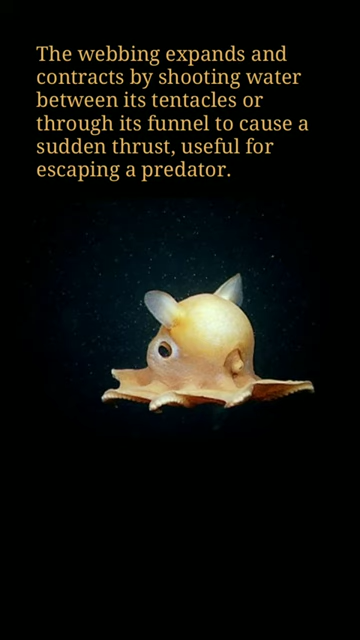 The webbing expands and
contracts by shooting water
between its tentacles or
through its funnel to cause a
sudden thrust, useful for
escaping a predator.